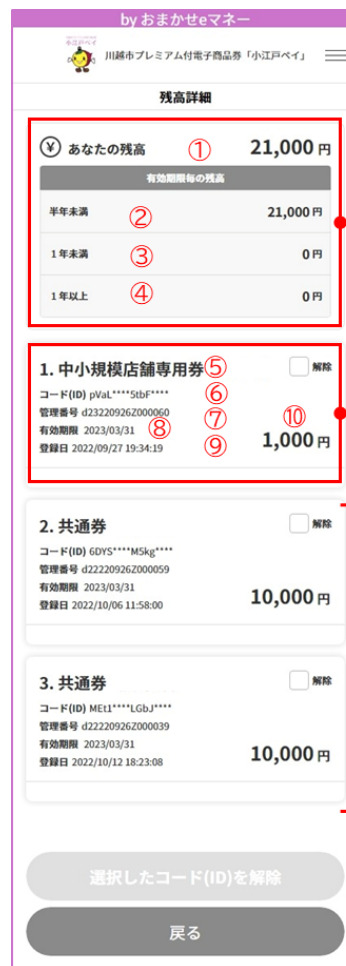 by おまかせeマネー
小江戸ペイ
川越市プレミアム付電子商品券「小江戸ペイ」
残高詳細
¥ あなたの残高 ① 21,000 円
有効期限毎の残高
半年未満 ② 21,000 円
1年未満 ③ 0 円
1年以上 ④ 0 円
1. 中小規模店舗専用券 ⑤ 解除
コード(ID) pVaL****5tbF**** ⑥
管理番号 d23220926Z000060 ⑦ ⑩
有効期限 2023/03/31 ⑧
登録日 2022/09/27 19:34:19 ⑨ 1,000 円
2. 共通券 解除
コード(ID) 6DYS****M5kg****
管理番号 d22220926Z000059
有効期限 2023/03/31
登録日 2022/10/06 11:58:00 10,000 円
3. 共通券 解除
コード(ID) MEt1****LGbJ****
管理番号 d22220926Z000039
有効期限 2023/03/31
登録日 2022/10/12 18:23:08 10,000 円
選択したコード(ID)を解除
戻る